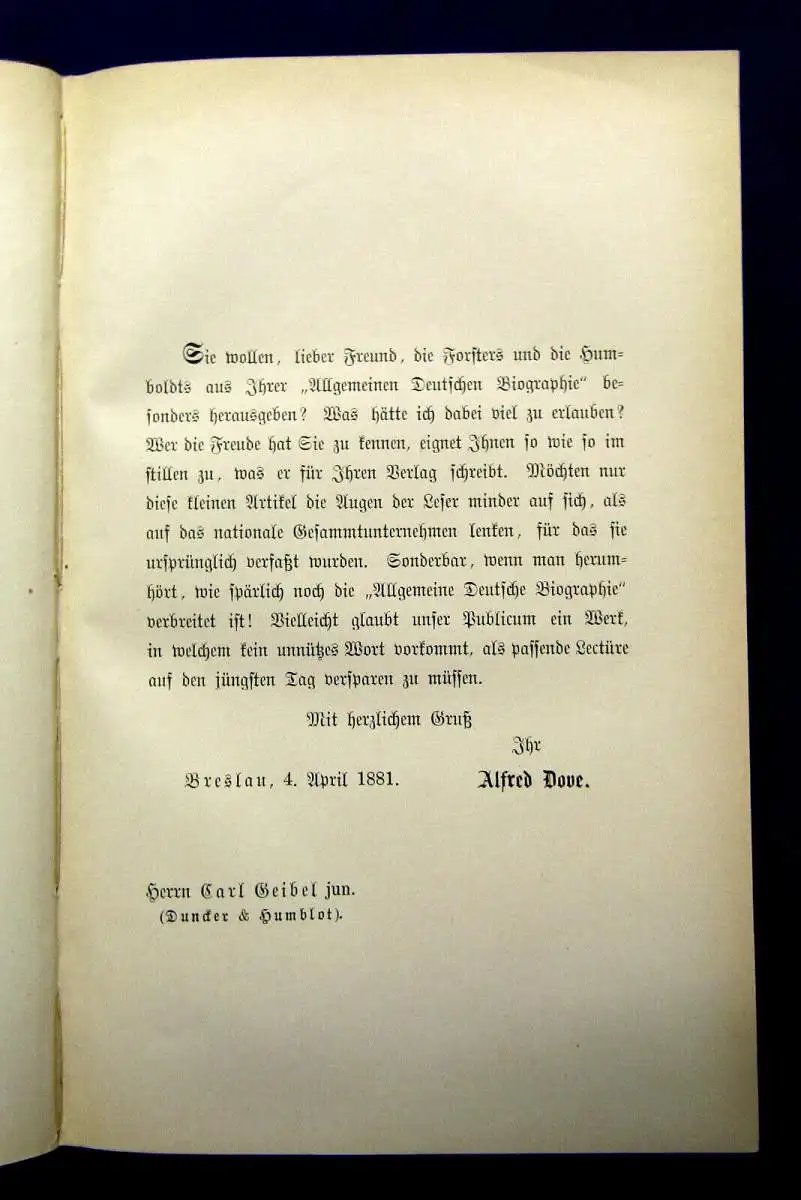 Sie wollen, lieber Freund, die Forsters und die Hum=
boldts aus Ihrer „Allgemeinen Deutschen Biographie“ be=
sonders herausgeben? Was hätte ich dabei viel zu erlauben?
Wer die Freude hat Sie zu kennen, eignet Ihnen so wie so im
stillen zu, was er für Ihren Verlag schreibt. Möchten nur
diese kleinen Artikel die Augen der Leser minder auf sich, als
auf das nationale Gesammtunternehmen lenken, für das sie
ursprünglich verfaßt wurden. Sonderbar, wenn man herum=
hört, wie spärlich noch die „Allgemeine Deutsche Biographie“
verbreitet ist! Vielleicht glaubt unser Publicum ein Werk,
in welchem kein unnützes Wort vorkommt, als passende Lectüre
auf den jüngsten Tag versparen zu müssen.
Mit herzlichem Gruß
Ihr
Breslau, 4. April 1881. Alfred Dove.
Herrn Carl Geibel jun.
(Duncker & Humblot).